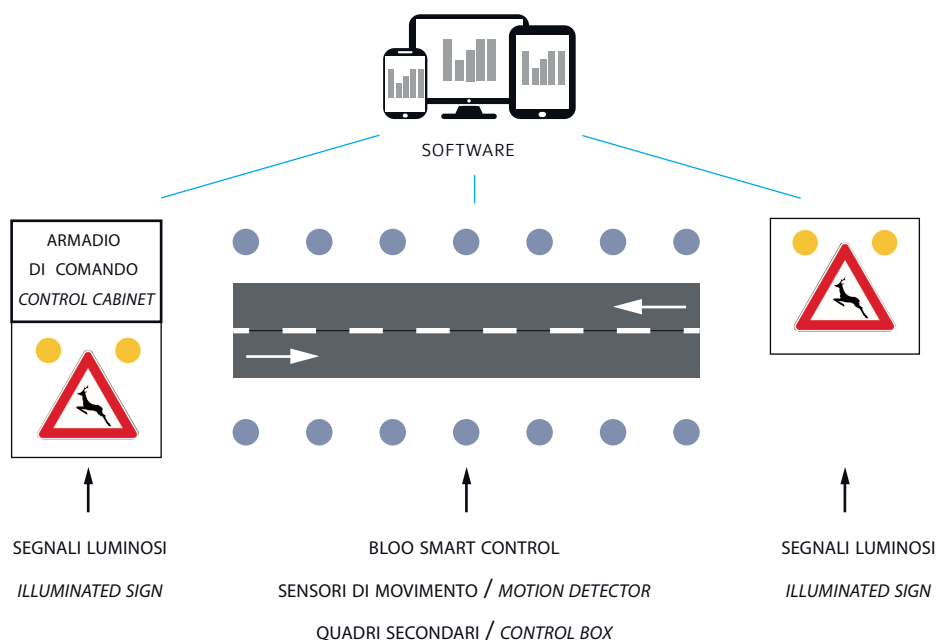 SOFTWARE
ARMADIO
DI COMANDO
CONTROL CABINET
SEGNALI LUMINOSI
ILLUMINATED SIGN
BLOO SMART CONTROL
SENSORI DI MOVIMENTO / MOTION DETECTOR
QUADRI SECONDARI / CONTROL BOX
SEGNALI LUMINOSI
ILLUMINATED SIGN